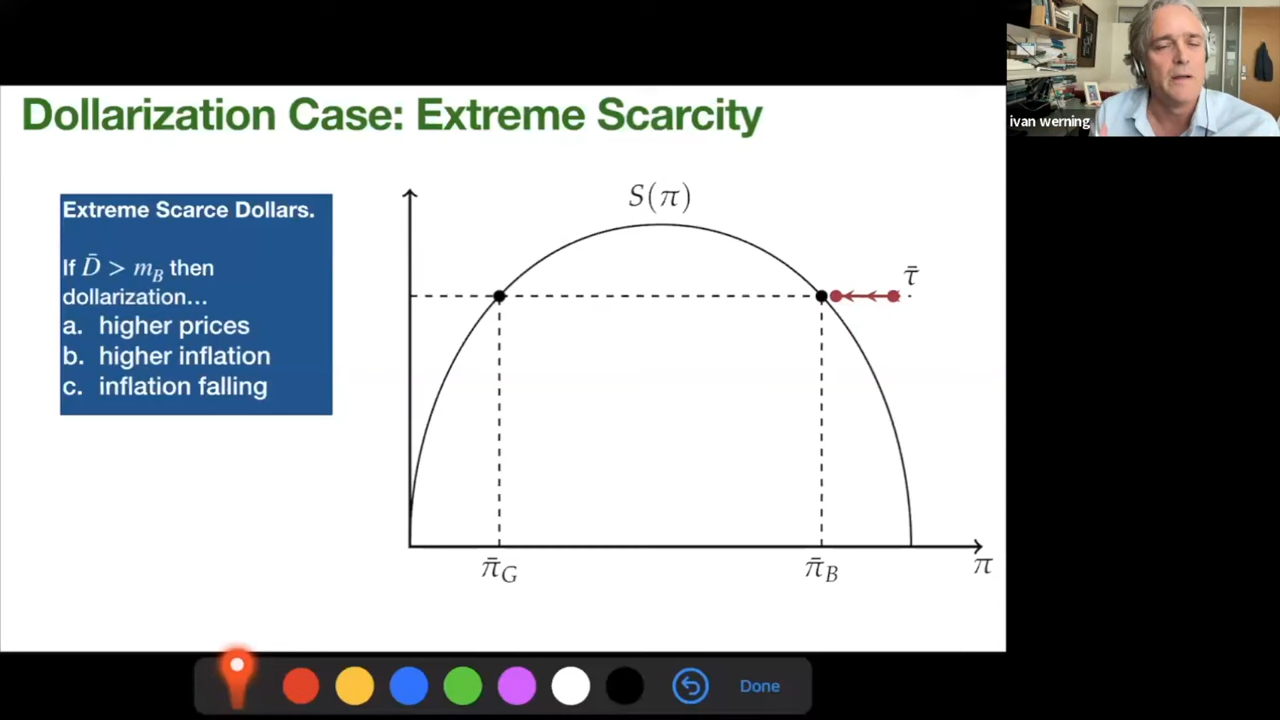 ivan werning
Dollarization Case: Extreme Scarcity
Extreme Scarce Dollars.
If D̄ > m_B then
dollarization…
a. higher prices
b. higher inflation
c. inflation falling
S(π)
τ̄
π̄_G
π̄_B
π
Done